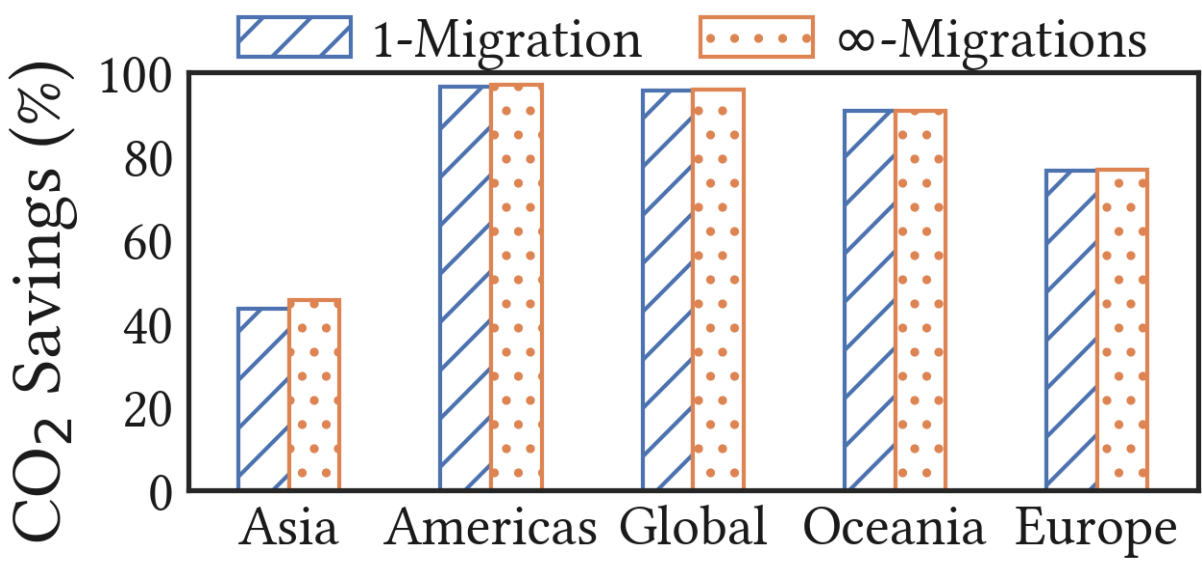 1-Migration
∞-Migrations
CO₂ Savings (%)
100
80
60
40
20
0
Asia
Americas
Global
Oceania
Europe